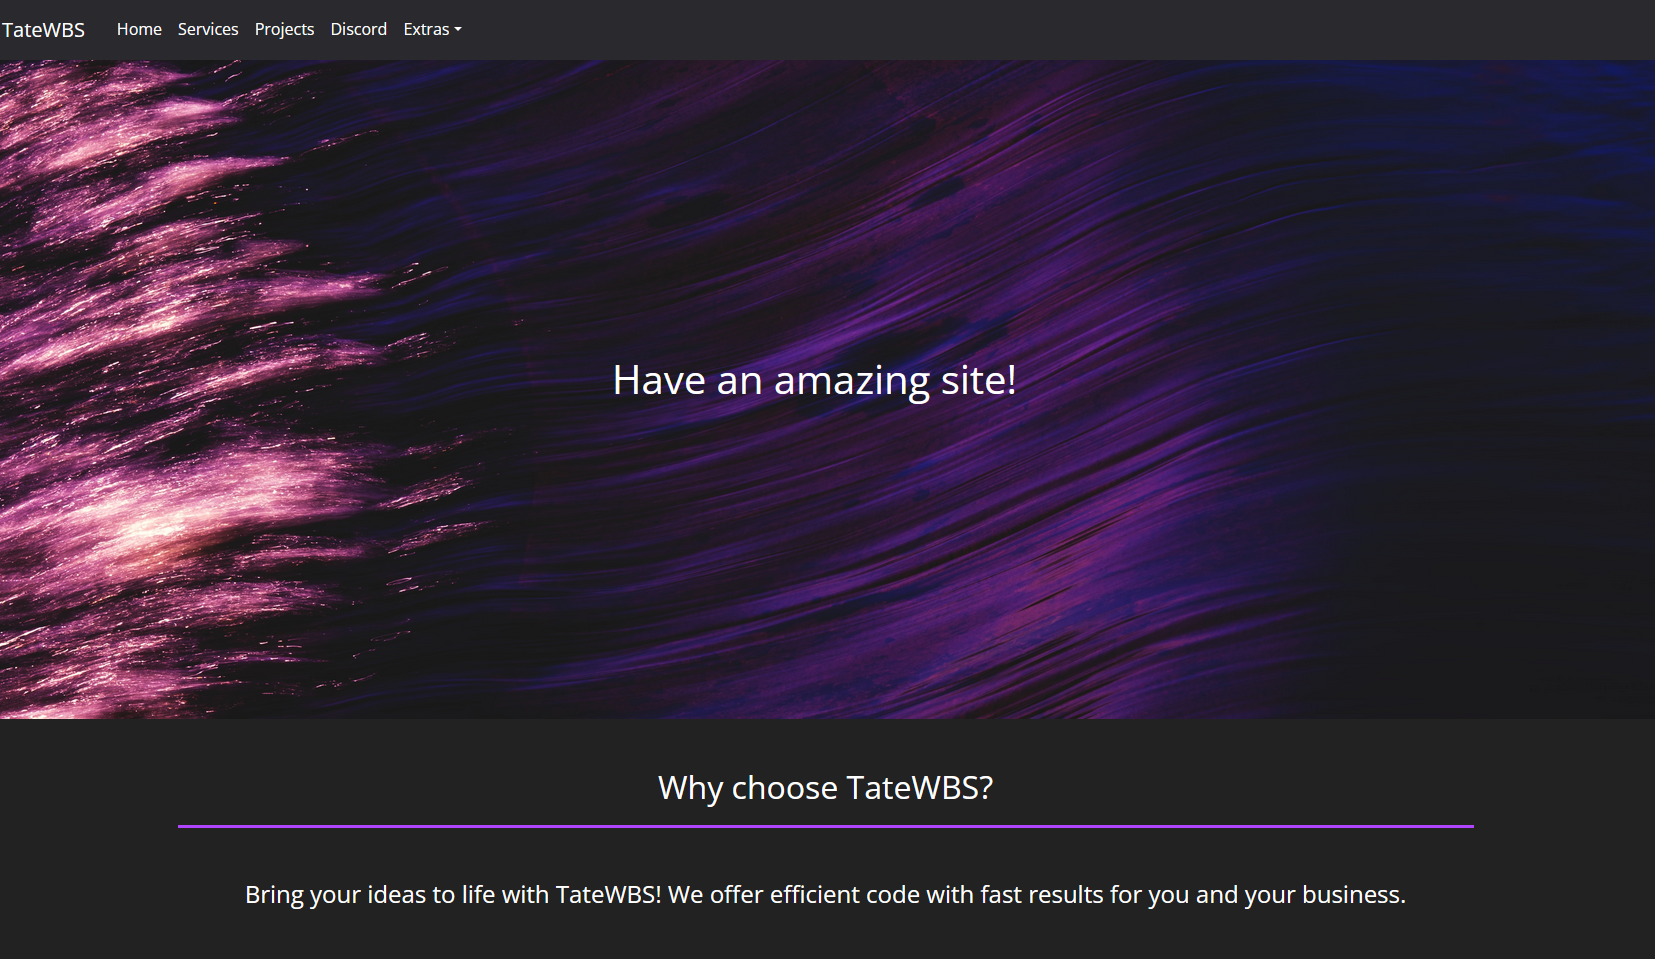 TateWBS Home Services Projects Discord Extras
Have an amazing site!
Why choose TateWBS?
Bring your ideas to life with TateWBS! We offer efficient code with fast results for you and your business.